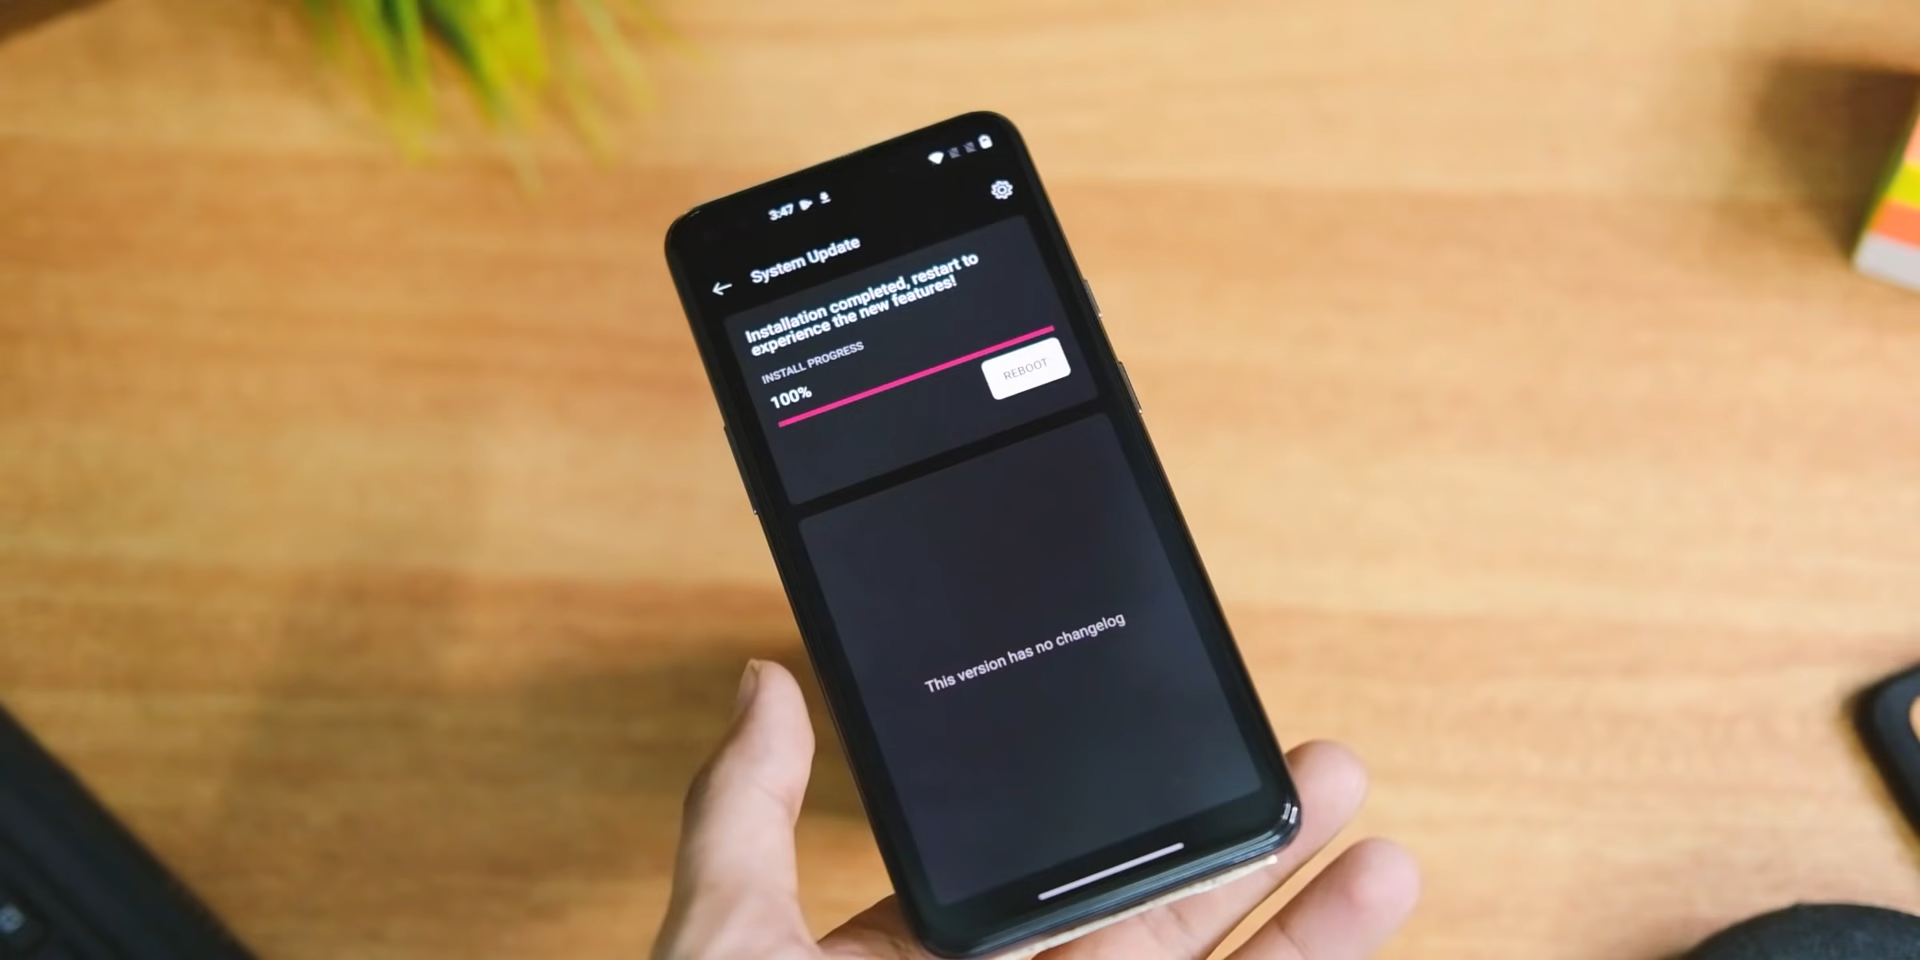 3:47
System Update
Installation completed, restart to
experience the new features!
INSTALL PROGRESS
100%
REBOOT
This version has no changelog